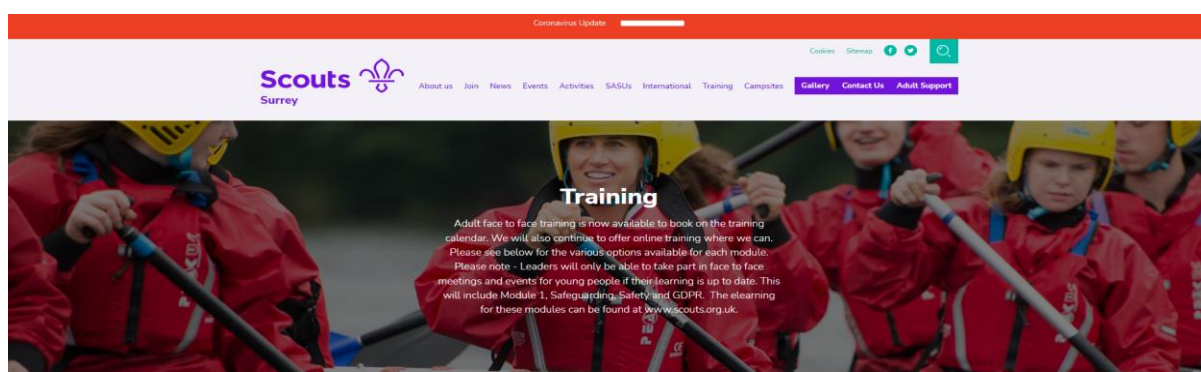 Coronavirus Update
Cookies Sitemap
Scouts
Surrey
About us Join News Events Activities SASUs International Training Campsites Gallery Contact Us Adult Support
Training
Adult face to face training is now available to book on the training
calendar. We will also continue to offer online training where we can.
Please see below for the various options available for each module.
Please note - Leaders will only be able to take part in face to face
meetings and events for young people if their learning is up to date. This
will include Module 1, Safeguarding, Safety and GDPR. The elearning
for these modules can be found at www.scouts.org.uk.